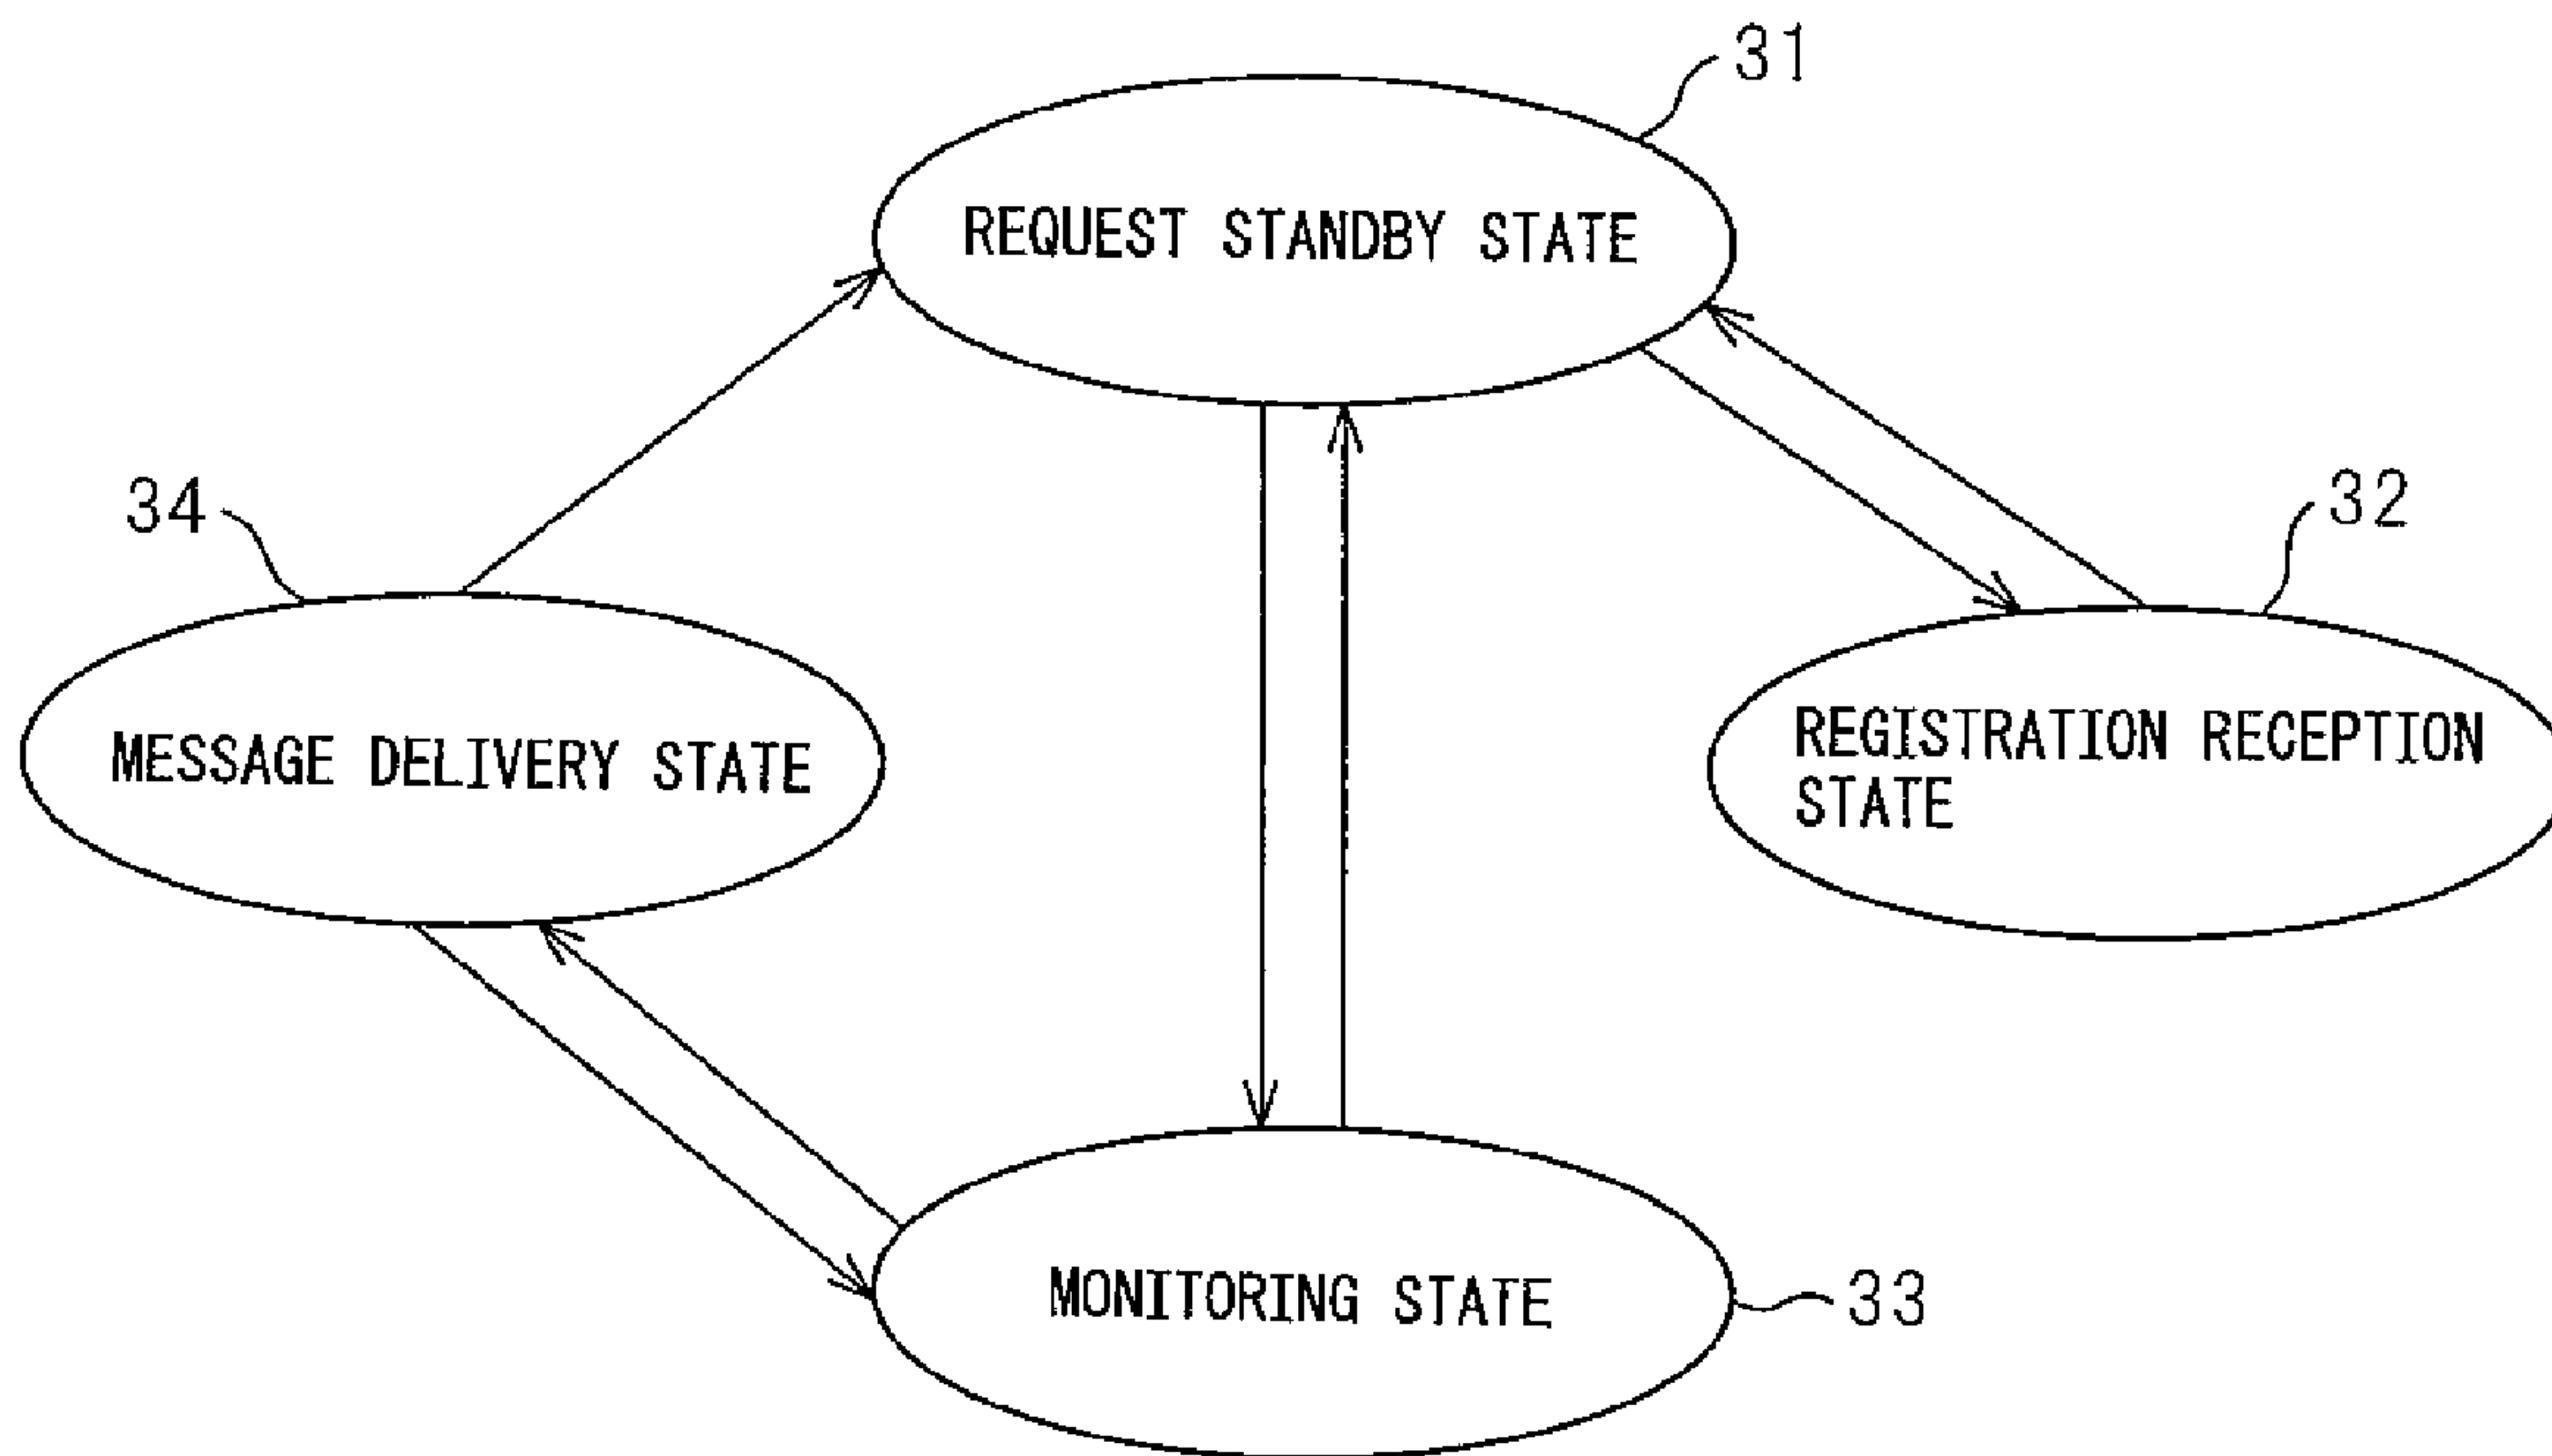 31
REQUEST STANDBY STATE
34
32
MESSAGE DELIVERY STATE
REGISTRATION RECEPTION
STATE
MONITORING STATE
33